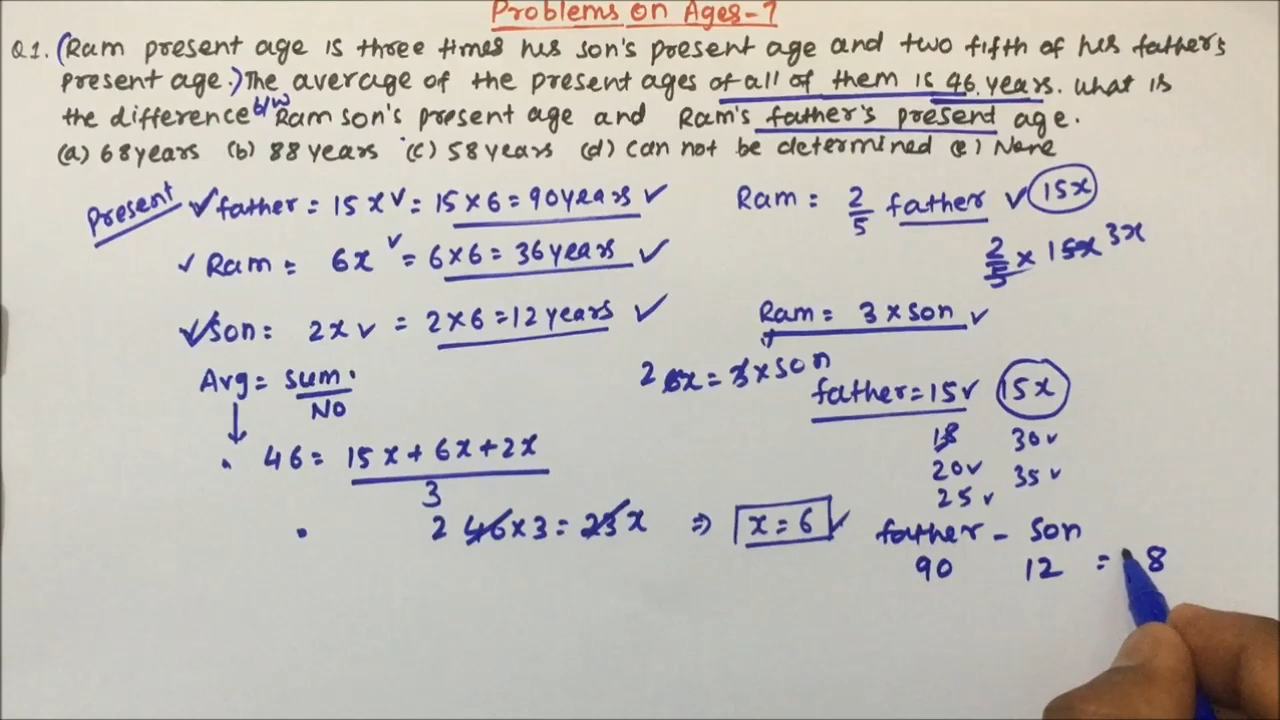 Problems on Ages-1
Q1. (Ram present age is three times his son's present age and two fifth of his father's
present age.) The average of the present ages of all of them is 46 years. What is
the difference b/w Ram son's present age and Ram's father's present age.
(a) 68 years (b) 88 years (c) 58 years (d) can not be determined (e) None
Present ✓ father = 15x ✓ = 15×6 = 90 years ✓
✓ Ram = 6x ✓ = 6×6 = 36 years ✓
✓ Son = 2x ✓ = 2×6 = 12 years ✓
Avg = sum
No
46 = 15x + 6x + 2x
3
2 46×3 = 23x ⇒ x = 6 ✓
Ram = 2/5 father ✓ 15x
2/5 × 15x 3x
Ram = 3 × son ✓
2 6x = 3 × son
father = 15 ✓ 15x
18 30 ✓
20 ✓ 35 ✓
25 ✓
father - son
90 12 = 8